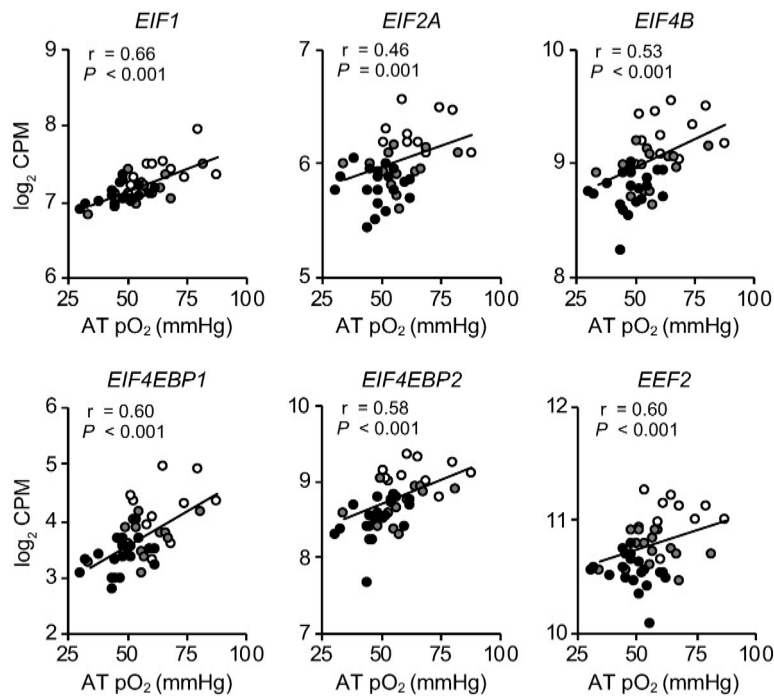 EIF1 EIF2A EIF4B
9 7 10
r = 0.66 r = 0.46 r = 0.53
P < 0.001 P = 0.001 P < 0.001
8
log₂ CPM 6 9
7
6 5 8
25 50 75 100 25 50 75 100 25 50 75 100
AT pO₂ (mmHg) AT pO₂ (mmHg) AT pO₂ (mmHg)
EIF4EBP1 EIF4EBP2 EEF2
6 10 12
r = 0.60 r = 0.58 r = 0.60
P < 0.001 P < 0.001 P < 0.001
5 9
log₂ CPM 4 11
3 8
2 7 10
25 50 75 100 25 50 75 100 25 50 75 100
AT pO₂ (mmHg) AT pO₂ (mmHg) AT pO₂ (mmHg)